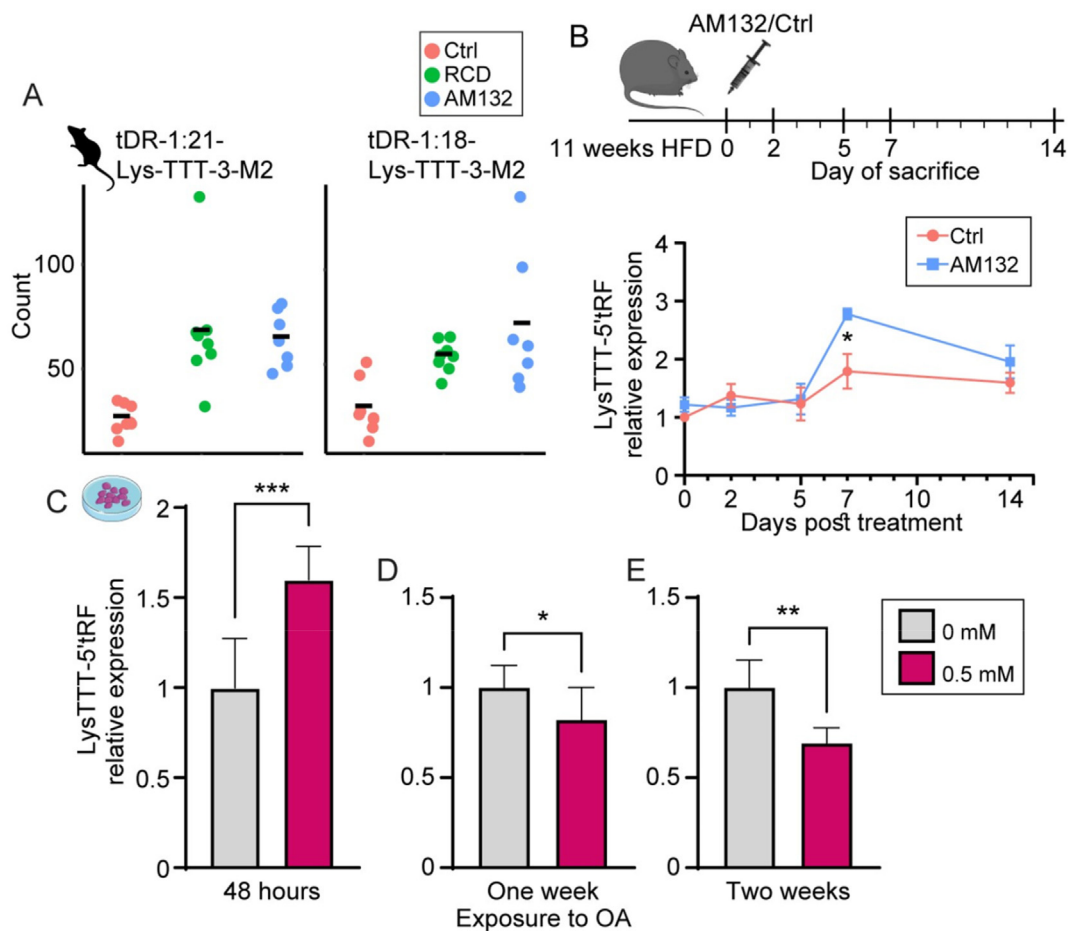 A
Ctrl
RCD
AM132
tDR-1:21-
Lys-TTT-3-M2
tDR-1:18-
Lys-TTT-3-M2
Count
100
50
B
AM132/Ctrl
11 weeks HFD 0 2 5 7 14
Day of sacrifice
Ctrl
AM132
LysTTT-5'tRF
relative expression
4
3
2
1
0
*
0 2 5 7 10 14
Days post treatment
C
LysTTT-5'tRF
relative expression
2
1.5
1
0.5
0
***
48 hours
D
1.5
1
0.5
0
*
One week
Exposure to OA
E
1.5
1
0.5
0
**
Two weeks
0 mM
0.5 mM